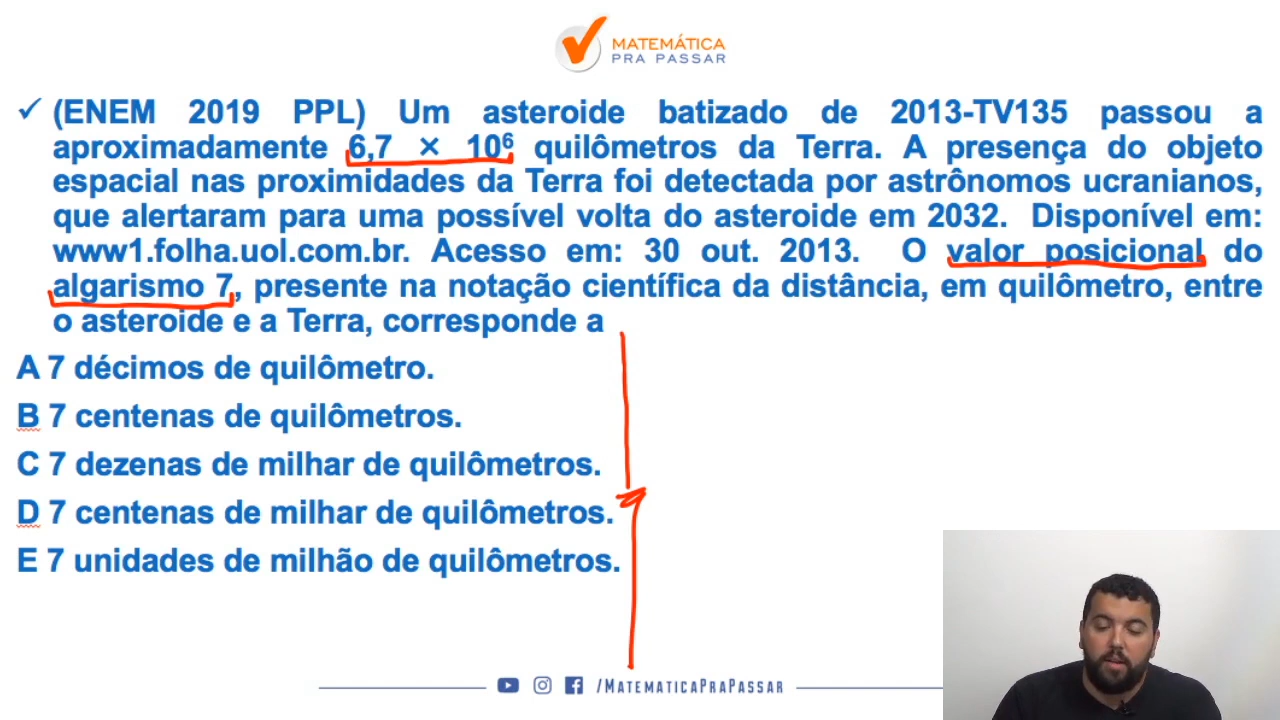 MATEMÁTICA
PRA PASSAR
✓ (ENEM 2019 PPL) Um asteroide batizado de 2013-TV135 passou a
aproximadamente 6,7 × 10⁶ quilômetros da Terra. A presença do objeto
espacial nas proximidades da Terra foi detectada por astrônomos ucranianos,
que alertaram para uma possível volta do asteroide em 2032. Disponível em:
www1.folha.uol.com.br. Acesso em: 30 out. 2013. O valor posicional do
algarismo 7, presente na notação científica da distância, em quilômetro, entre
o asteroide e a Terra, corresponde a
A 7 décimos de quilômetro.
B 7 centenas de quilômetros.
C 7 dezenas de milhar de quilômetros.
D 7 centenas de milhar de quilômetros.
E 7 unidades de milhão de quilômetros.
/MATEMATICAPRAPASSAR